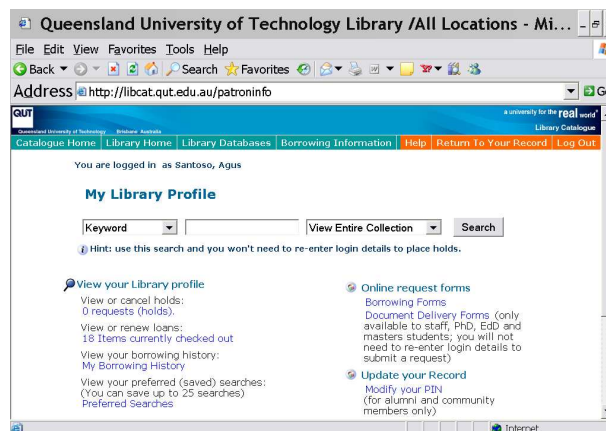 Queensland University of Technology Library /All Locations - Mi...
File Edit View Favorites Tools Help
Back Search Favorites
Address http://libcat.qut.edu.au/patroninfo G
QUT
a university for the real world
Queensland University of Technology Brisbane Australia
Library Catalogue
Catalogue Home Library Home Library Databases Borrowing Information Help Return To Your Record Log Out
You are logged in as Santoso, Agus
My Library Profile
Keyword View Entire Collection Search
Hint: use this search and you won't need to re-enter login details to place holds.
View your Library profile
View or cancel holds:
0 requests (holds).
View or renew loans:
18 Items currently checked out
View your borrowing history:
My Borrowing History
View your preferred (saved) searches:
(You can save up to 25 searches)
Preferred Searches
Online request forms
Borrowing Forms
Document Delivery Forms (only
available to staff, PhD, EdD and
masters students; you will not
need to re-enter login details to
submit a request)
Update your Record
Modify your PIN
(for alumni and community
members only)
Internet